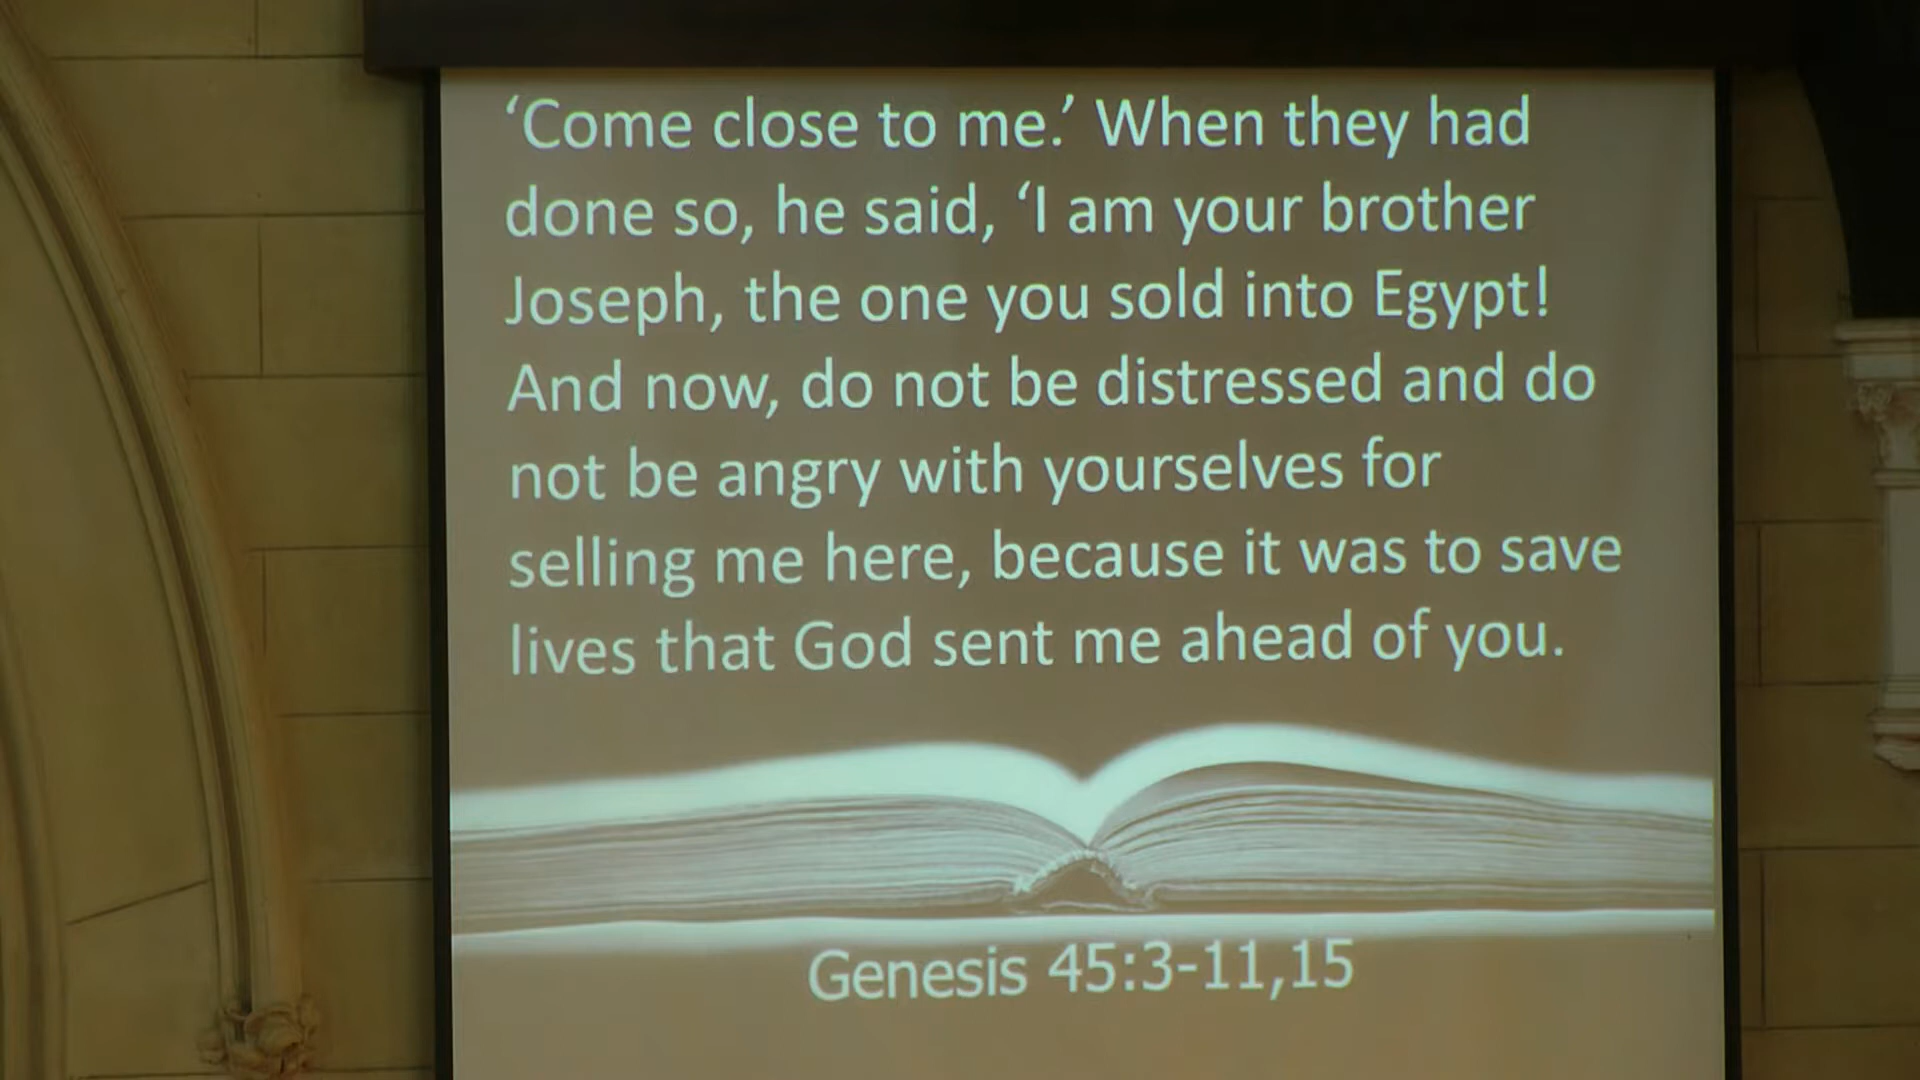 ‘Come close to me.’ When they had
done so, he said, ‘I am your brother
Joseph, the one you sold into Egypt!
And now, do not be distressed and do
not be angry with yourselves for
selling me here, because it was to save
lives that God sent me ahead of you.
Genesis 45:3-11,15